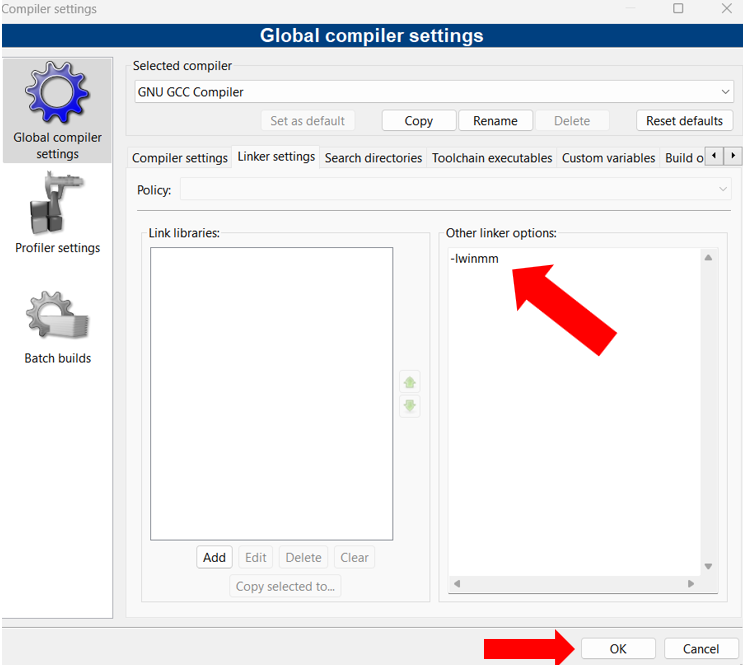 Compiler settings
Global compiler settings
Global compiler
settings
Profiler settings
Batch builds
Selected compiler
GNU GCC Compiler
Set as default
Copy
Rename
Delete
Reset defaults
Compiler settings
Linker settings
Search directories
Toolchain executables
Custom variables
Build o
Policy:
Link libraries:
Other linker options:
-lwinmm
Add
Edit
Delete
Clear
Copy selected to...
OK
Cancel